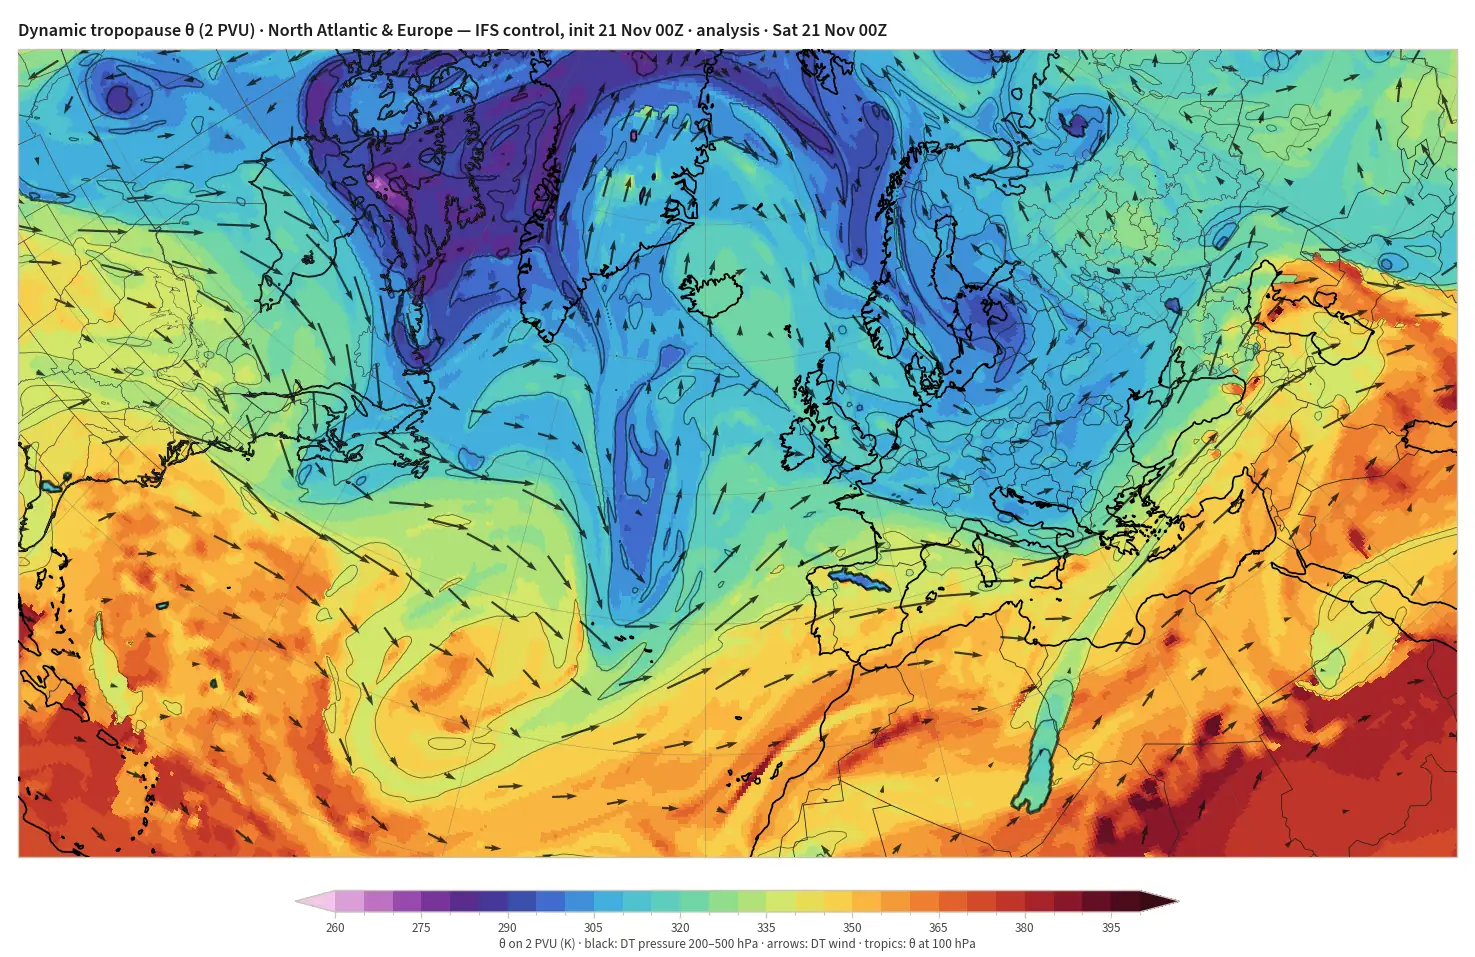 Dynamic tropopause θ (2 PVU) · North Atlantic & Europe — IFS control, init 21 Nov 00Z · analysis · Sat 21 Nov 00Z
260 275 290 305 320 335 350 365 380 395
θ on 2 PVU (K) · black: DT pressure 200–500 hPa · arrows: DT wind · tropics: θ at 100 hPa